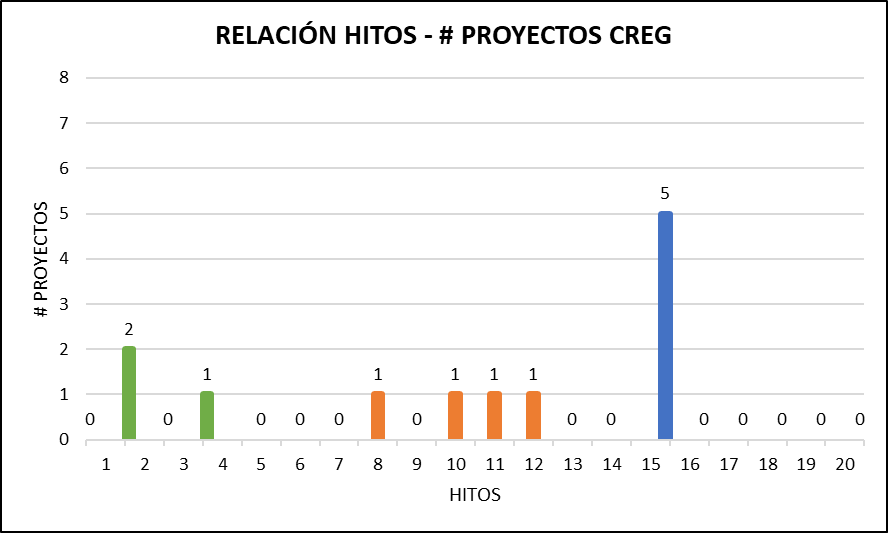 RELACIÓN HITOS - # PROYECTOS CREG
8
7
6
5
4
3
2
1
0
# PROYECTOS
0 2 0 1 0 0 0 1 0 1 1 1 0 0 5 0 0 0 0 0
1 2 3 4 5 6 7 8 9 10 11 12 13 14 15 16 17 18 19 20
HITOS